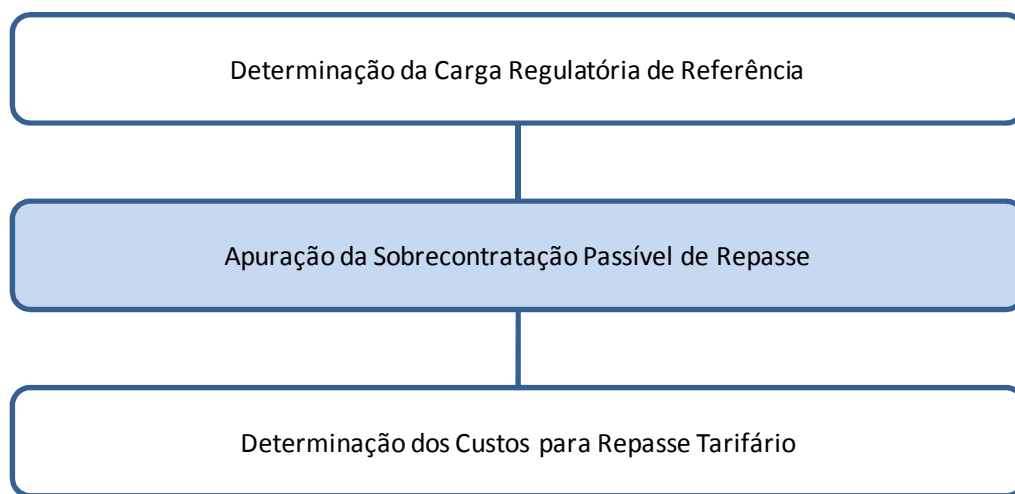 Determinação da Carga Regulatória de Referência
Apuração da Sobrecontratação Passível de Repasse
Determinação dos Custos para Repasse Tarifário